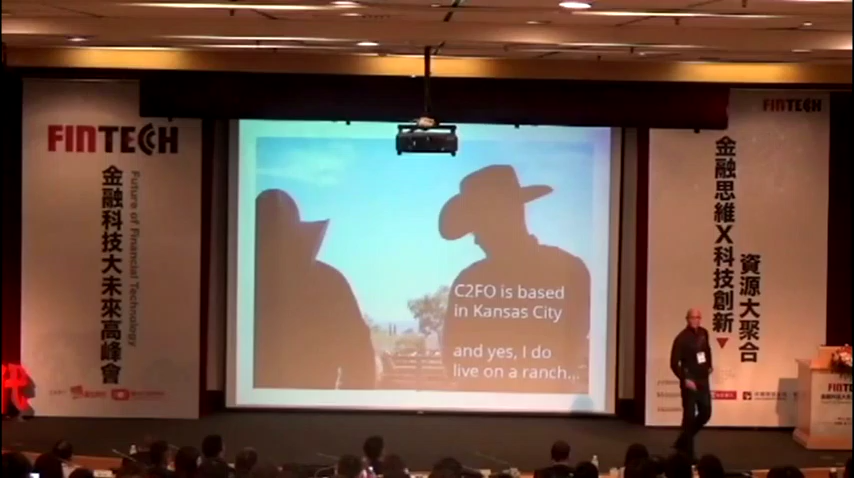 FINTECH
金融科技大未來高峰會
Future of Financial Technology
C2FO is based
in Kansas City
and yes, I do
live on a ranch...
FINTECH
金融思維X科技創新
資源大聚合